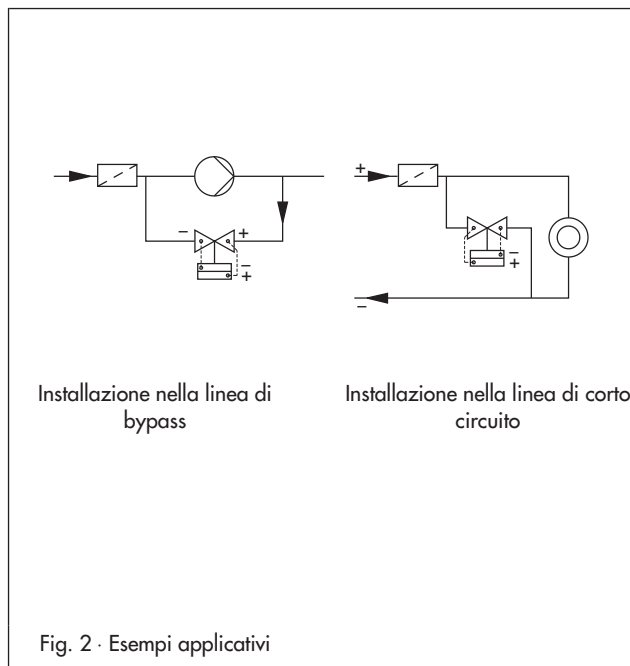 +
− +
−
+
−
+
−
Installazione nella linea di
bypass
Installazione nella linea di corto
circuito
Fig. 2 · Esempi applicativi